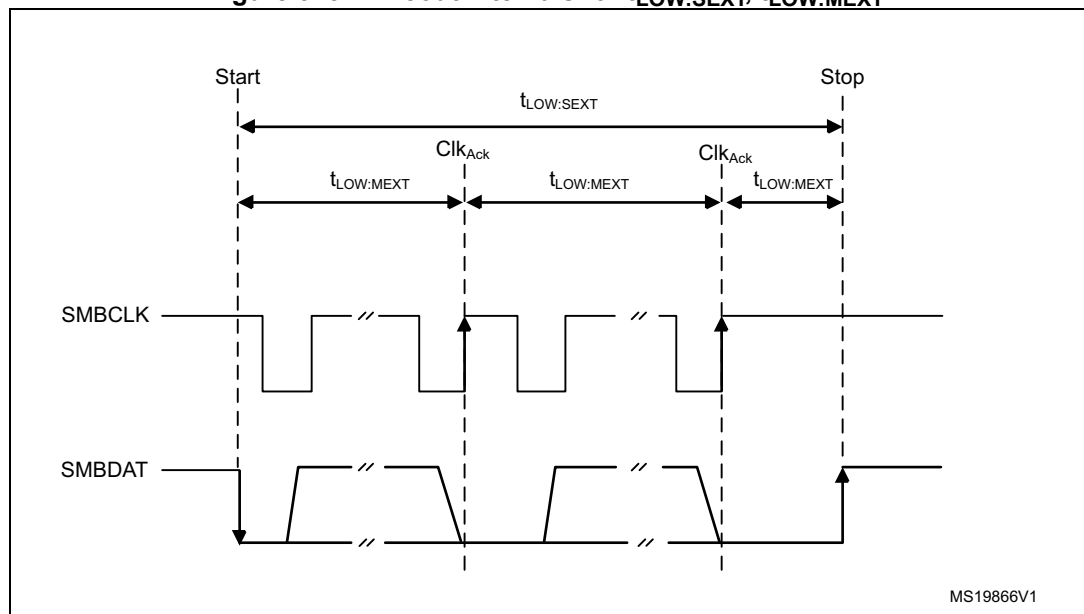 Start
Stop
tLOW:SEXT
ClkAck
ClkAck
tLOW:MEXT
tLOW:MEXT
tLOW:MEXT
SMBCLK
SMBDAT
MS19866V1